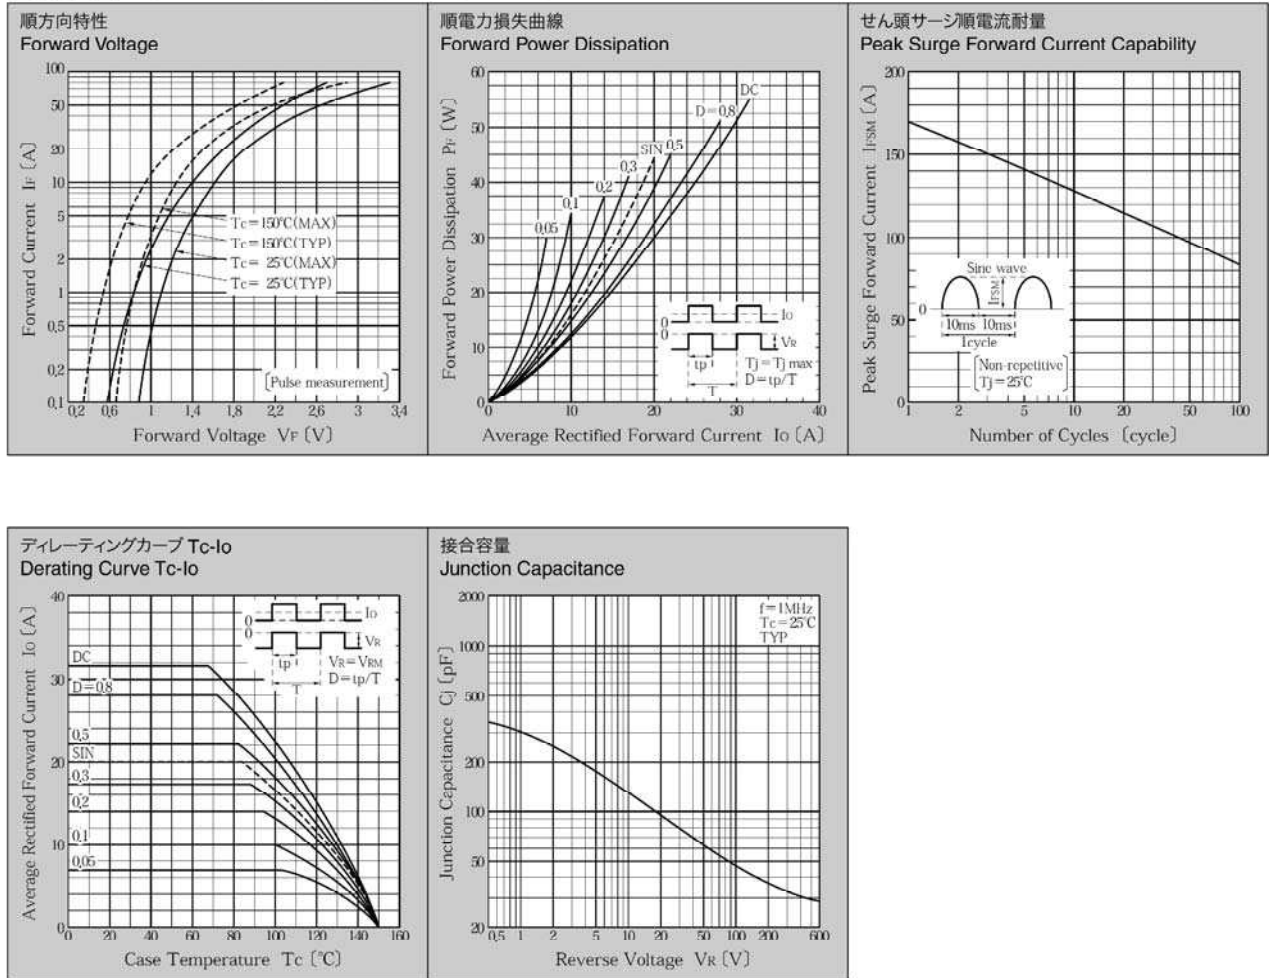 順方向特性
Forward Voltage
100
50
20
10
5
2
1
0.5
0.2
0.1
Forward Current IF 〔A〕
Tc=150℃(MAX)
Tc=150℃(TYP)
Tc= 25℃(MAX)
Tc= 25℃(TYP)
〔Pulse measurement〕
0.2 0.6 1 1.4 1.8 2.2 2.6 3 3.4
Forward Voltage VF 〔V〕
順電力損失曲線
Forward Power Dissipation
60
50
40
30
20
10
0
Forward Power Dissipation PF 〔W〕
DC
D=0.8
SIN 0.5
0.3
0.2
0.1
0.05
0 Io
0 VR
tp
T
Tj=Tj max
D=tp/T
0 10 20 30 40
Average Rectified Forward Current Io 〔A〕
せん頭サージ順電流耐量
Peak Surge Forward Current Capability
200
150
100
50
0
Peak Surge Forward Current IFSM 〔A〕
Sine wave
0 IFSM
10ms 10ms
1cycle
Non-repetitive
Tj=25℃
1 2 5 10 20 50 100
Number of Cycles 〔cycle〕
ディレーティングカーブ Tc-Io
Derating Curve Tc-Io
40
30
20
10
0
Average Rectified Forward Current Io 〔A〕
DC
D=0.8
0.5
SIN
0.3
0.2
0.1
0.05
0 Io
0 VR
tp
T
VR=VRM
D=tp/T
0 20 40 60 80 100 120 140 160
Case Temperature Tc 〔℃〕
接合容量
Junction Capacitance
2000
1000
500
200
100
50
20
Junction Capacitance Cj 〔pF〕
f=1MHz
Tc=25℃
TYP
0.5 1 2 5 10 20 50 100 200 600
Reverse Voltage VR 〔V〕